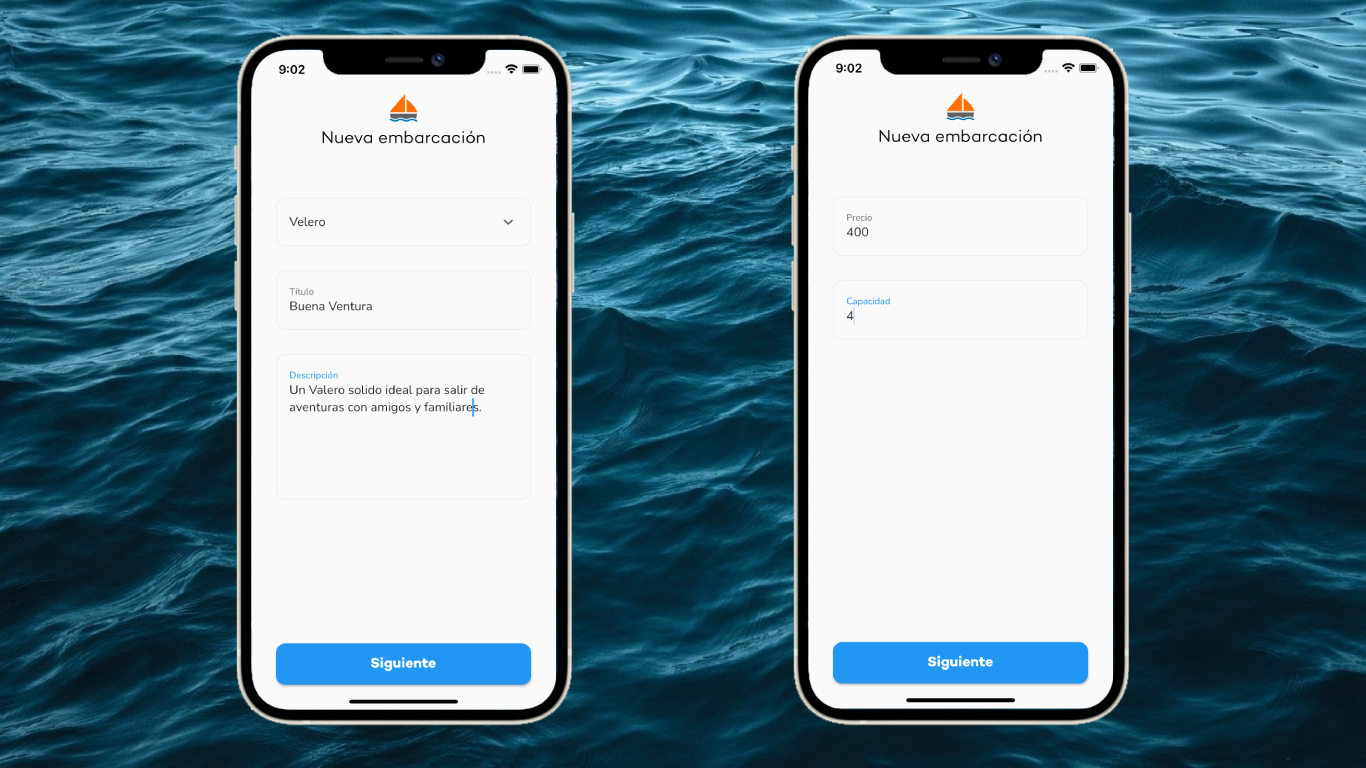 9:02
Nueva embarcación
Velero
Título
Buena Ventura
Descripción
Un Valero solido ideal para salir de
aventuras con amigos y familiares.
Siguiente
9:02
Nueva embarcación
Precio
400
Capacidad
4
Siguiente